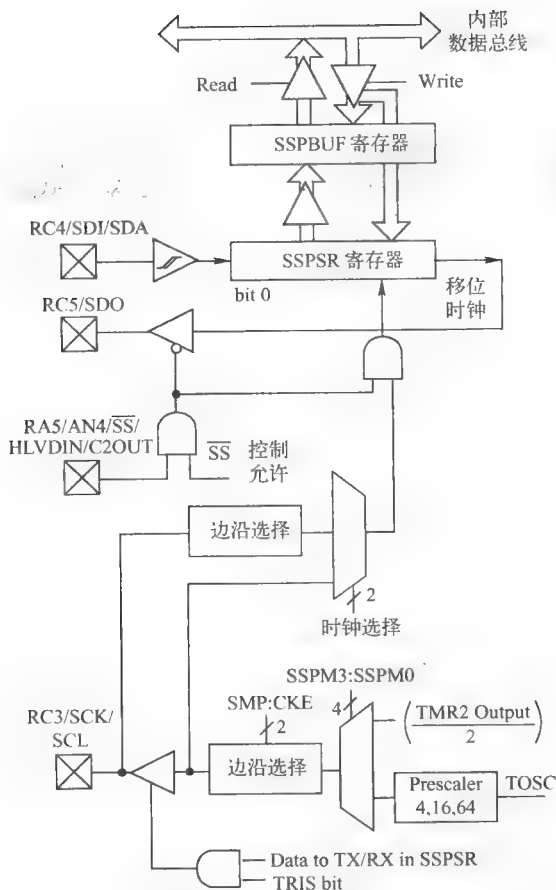 内部
数据总线
Read
Write
SSPBUF 寄存器
RC4/SDI/SDA
SSPSR 寄存器
bit 0
移位
时钟
RC5/SDO
RA5/AN4/S̅S̅/
HLVDIN/C2OUT
S̅S̅ 控制
允许
边沿选择
2
时钟选择
SSPM3:SSPM0
4
SMP:CKE
2
(TMR2 Output
2)
RC3/SCK/
SCL
边沿选择
Prescaler
4,16,64
TOSC
Data to TX/RX in SSPSR
TRIS bit